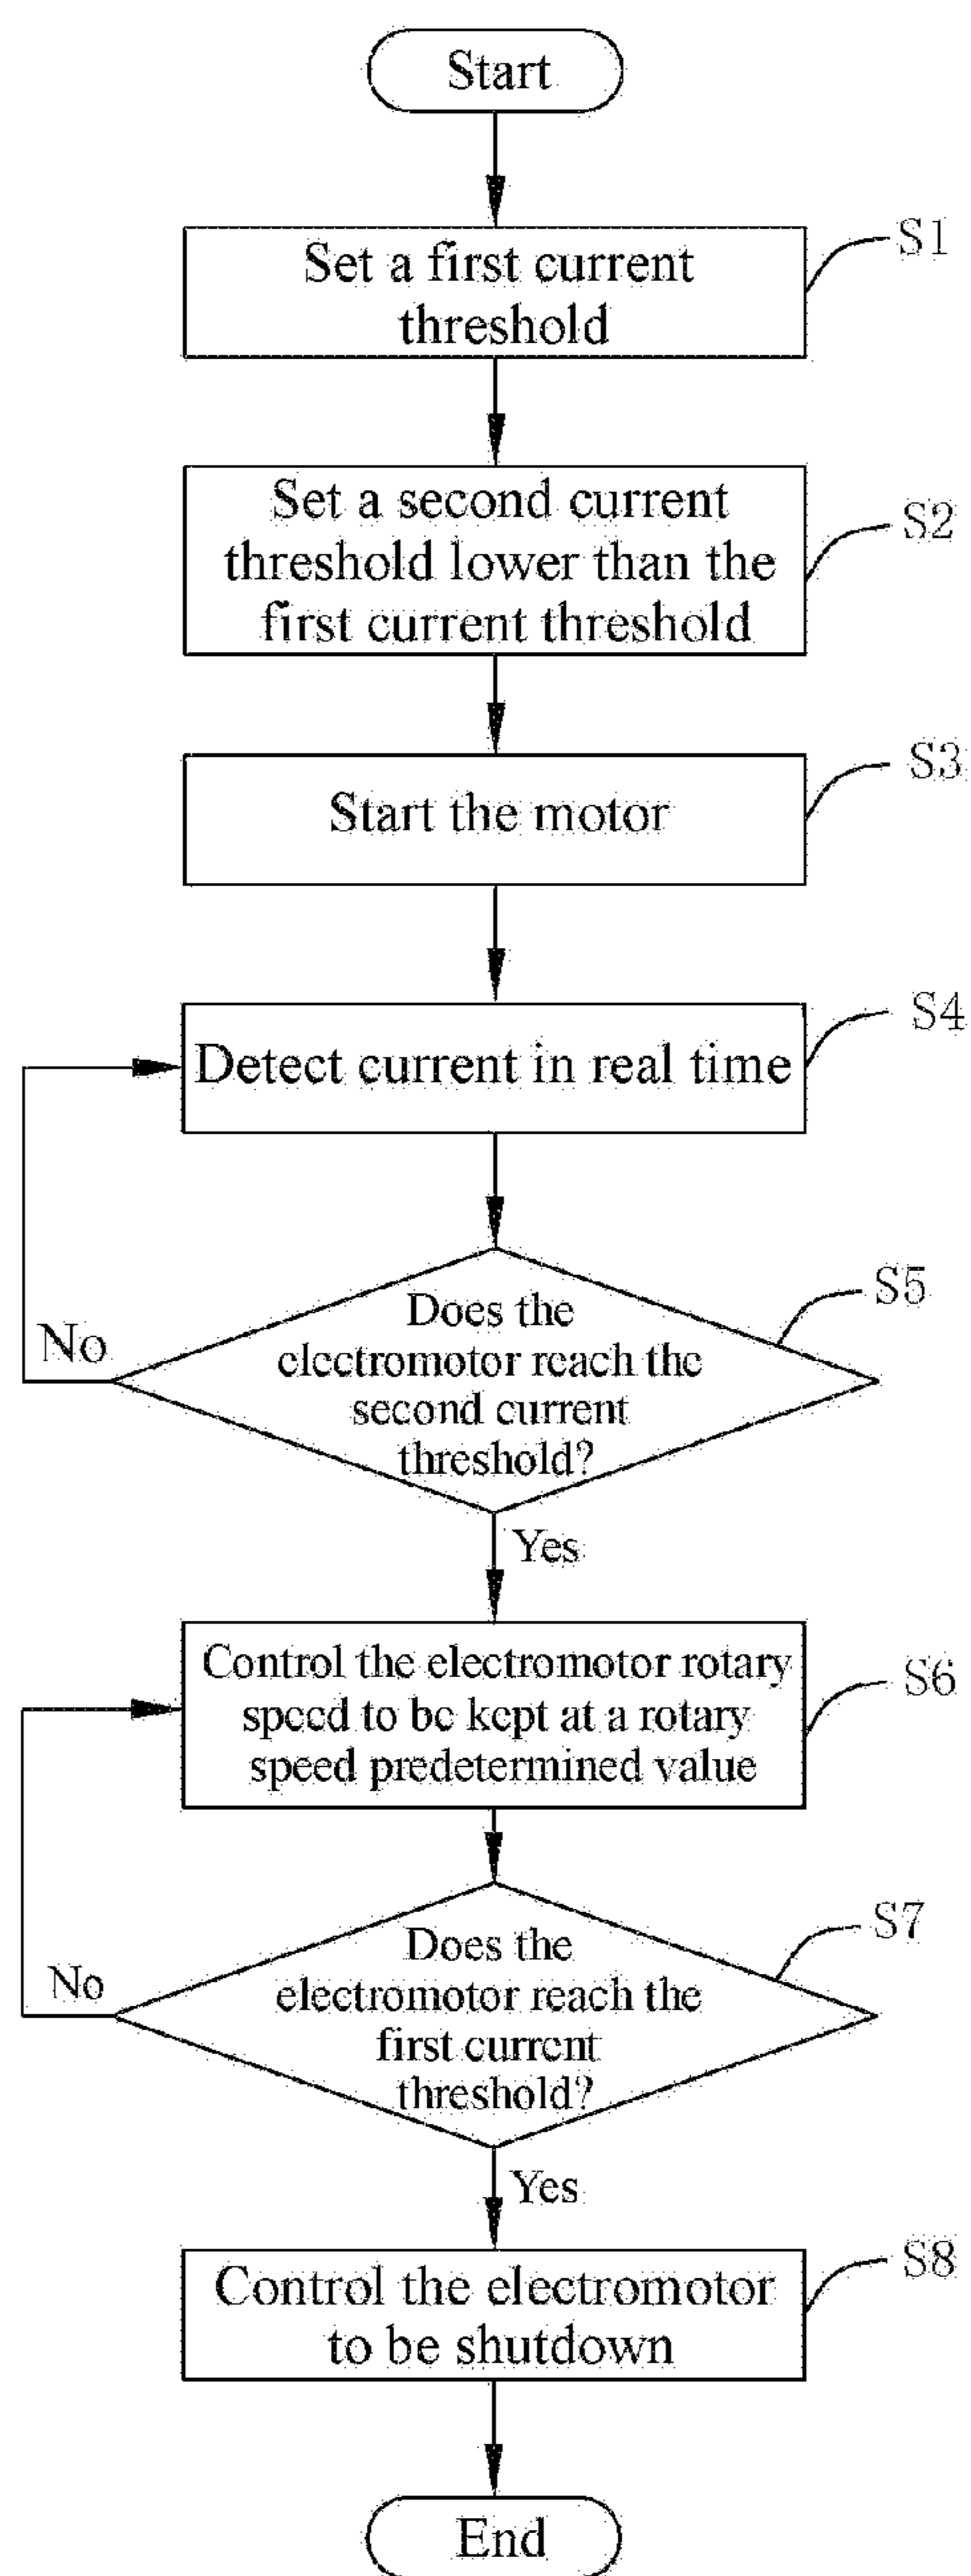 Start
Set a first current
threshold
S1
Set a second current
threshold lower than the
first current threshold
S2
Start the motor
S3
Detect current in real time
S4
Does the
electromotor reach the
second current
threshold?
S5
No
Yes
Control the electromotor rotary
speed to be kept at a rotary
speed predetermined value
S6
Does the
electromotor reach the
first current
threshold?
S7
No
Yes
Control the electromotor
to be shutdown
S8
End